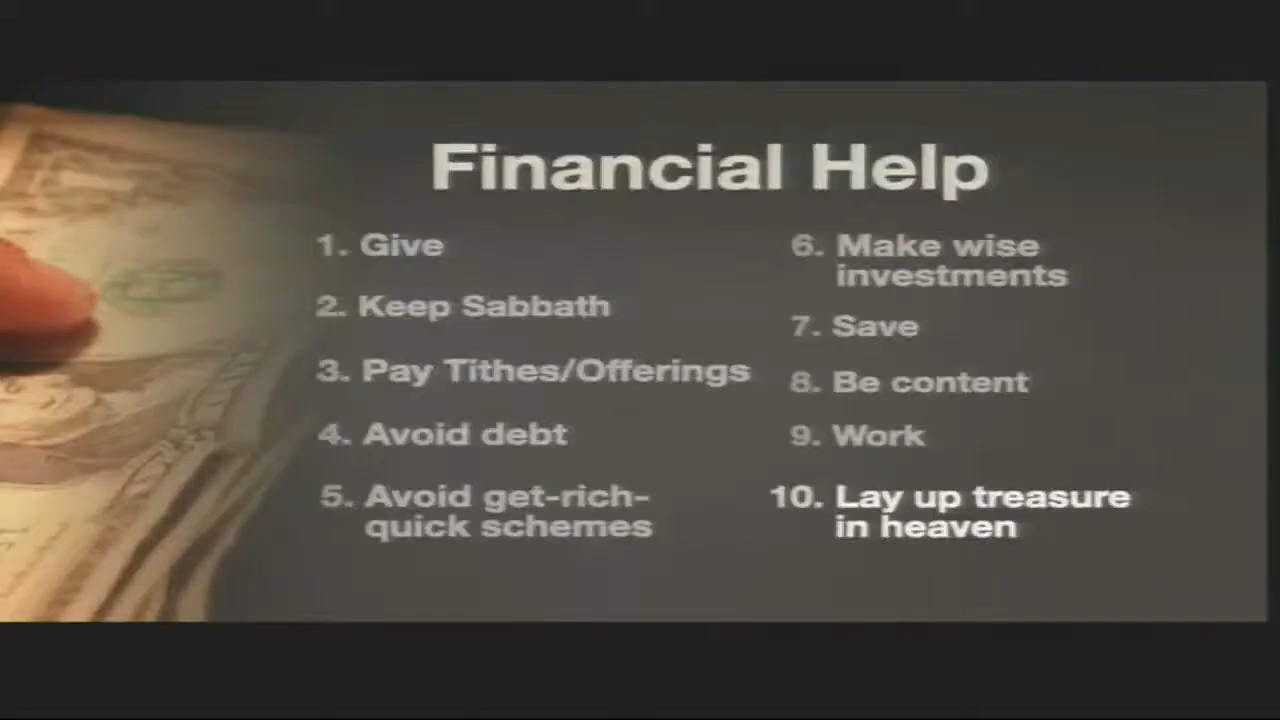 Financial Help
1. Give
2. Keep Sabbath
3. Pay Tithes/Offerings
4. Avoid debt
5. Avoid get-rich-
quick schemes
6. Make wise
investments
7. Save
8. Be content
9. Work
10. Lay up treasure
in heaven